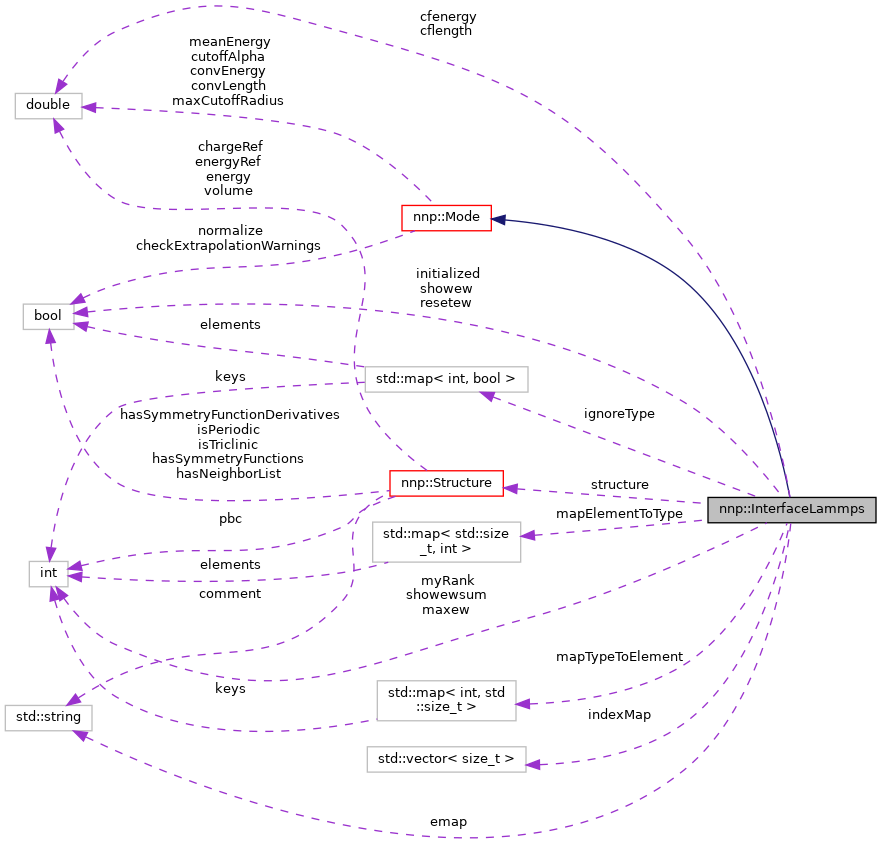 cfenergy
cflength
meanEnergy
cutoffAlpha
convEnergy
convLength
maxCutoffRadius
double
chargeRef
energyRef
energy
volume
nnp::Mode
normalize
checkExtrapolationWarnings
initialized
showew
resetew
bool
elements
keys
std::map< int, bool >
ignoreType
hasSymmetryFunctionDerivatives
isPeriodic
isTriclinic
hasSymmetryFunctions
hasNeighborList
nnp::Structure
structure
nnp::InterfaceLammps
mapElementToType
pbc
std::map< std::size
_t, int >
elements
int
comment
myRank
showewsum
maxew
mapTypeToElement
keys
std::map< int, std
::size_t >
std::string
indexMap
std::vector< size_t >
emap